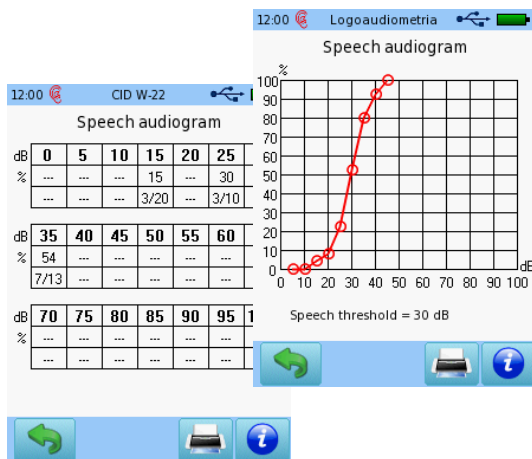 12:00 CID W-22
Speech audiogram
dB 0 5 10 15 20 25
% --- --- --- 15 --- 30
--- --- --- 3/20 --- 3/10
dB 35 40 45 50 55 60
% 54 --- --- --- --- ---
7/13 --- --- --- --- ---
dB 70 75 80 85 90 95 1
% --- --- --- --- --- ---
--- --- --- --- --- ---
12:00 Logoaudiometria
Speech audiogram
%
100
90
80
70
60
50
40
30
20
10
0 10 20 30 40 50 60 70 80 90 100 dB
Speech threshold = 30 dB
i
i